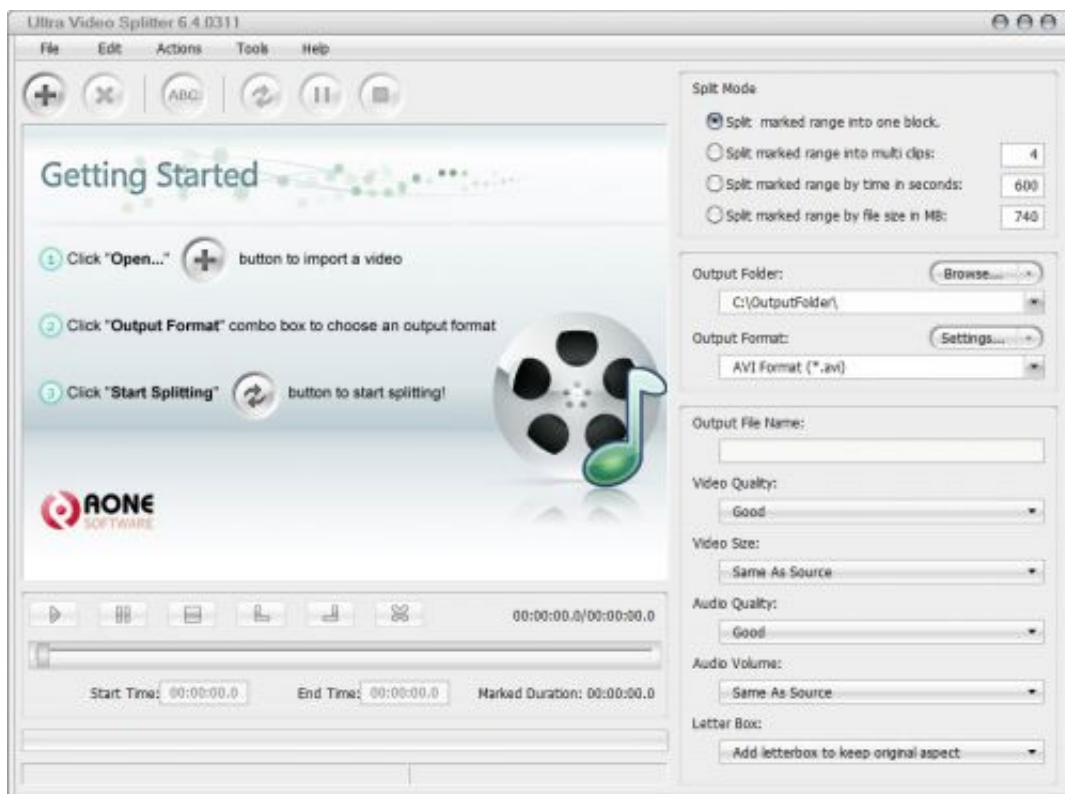 Ultra Video Splitter 6.4.0311
File Edit Actions Tools Help
ABC
Getting Started
1 Click "Open..." button to import a video
2 Click "Output Format" combo box to choose an output format
3 Click "Start Splitting" button to start splitting!
AONE
SOFTWARE
00:00:00.0/00:00:00.0
Start Time: 00:00:00.0 End Time: 00:00:00.0 Marked Duration: 00:00:00.0
Split Mode
Split marked range into one block.
Split marked range into multi clips: 4
Split marked range by time in seconds: 600
Split marked range by file size in MB: 740
Output Folder: Browse...
C:\OutputFolder\
Output Format: Settings...
AVI Format (*.avi)
Output File Name:
Video Quality:
Good
Video Size:
Same As Source
Audio Quality:
Good
Audio Volume:
Same As Source
Letter Box:
Add letterbox to keep original aspect